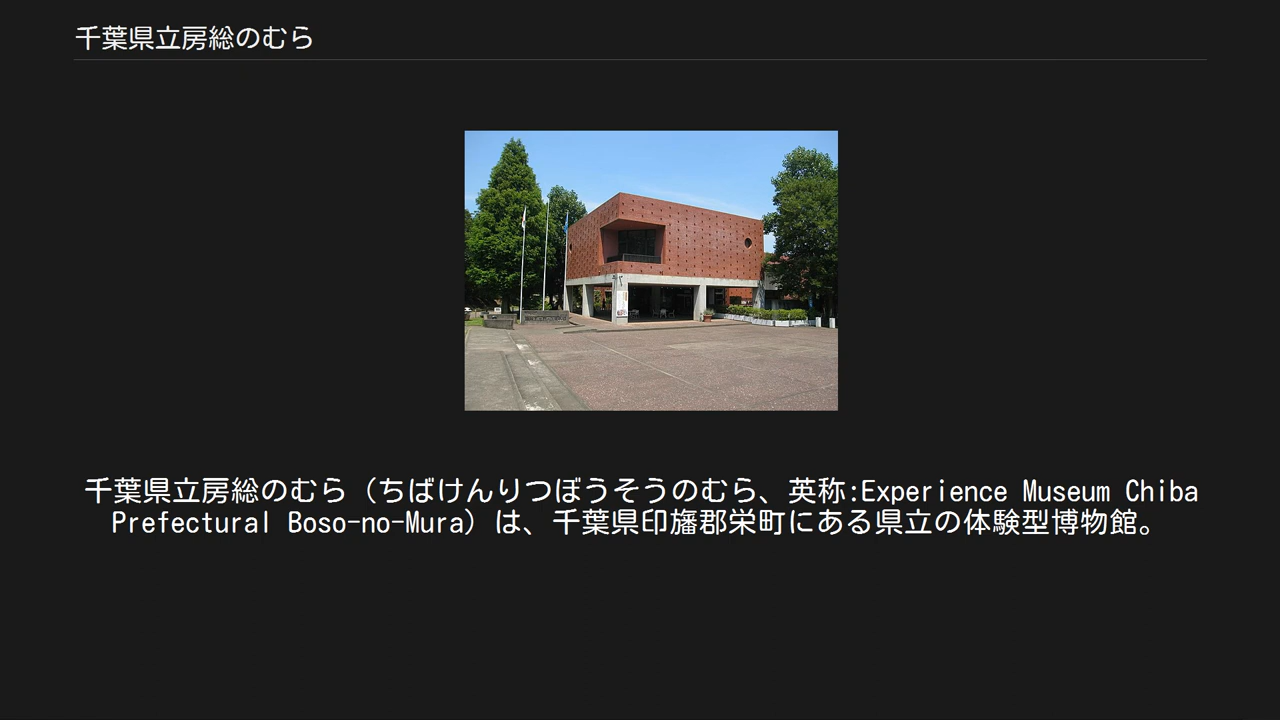 千葉県立房総のむら
千葉県立房総のむら（ちばけんりつぼうそうのむら、英称:Experience Museum Chiba
Prefectural Boso-no-Mura）は、千葉県印旛郡栄町にある県立の体験型博物館。